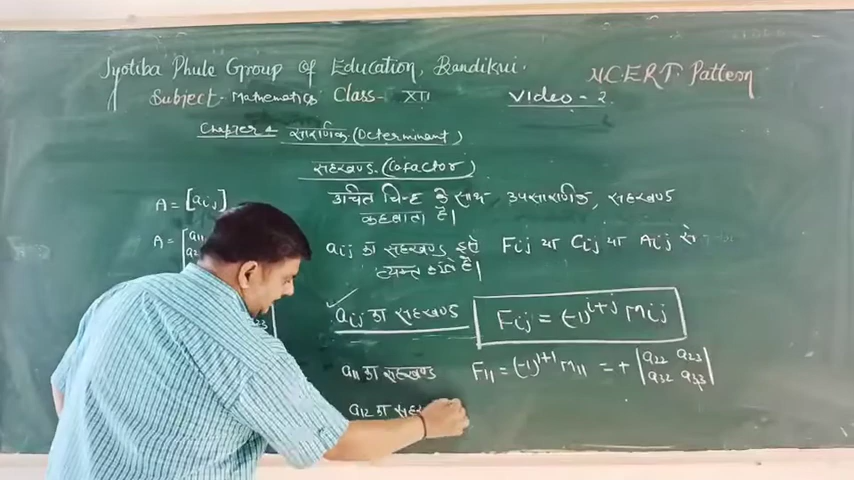 Jyotiba Phule Group of Education, Bandikui.
NCERT. Pattern
Subject- Mathematics Class- XII
Video - 2
Chapter सारणिक (Determinant)
सहखण्ड (Cofactor)
उचित चिन्ह के साथ उपसारणिक, सहखण्ड
कहलाता है।
A = [aij]
aij का सहखण्ड इसे Fij या Cij या Aij से
व्यक्त करते है।
A =
aij का सहखण्ड Fij = (-1)^i+j Mij
a11 का सहखण्ड F11 = (-1)^1+1 M11 = + |a22 a23
a32 a33|
a12 का